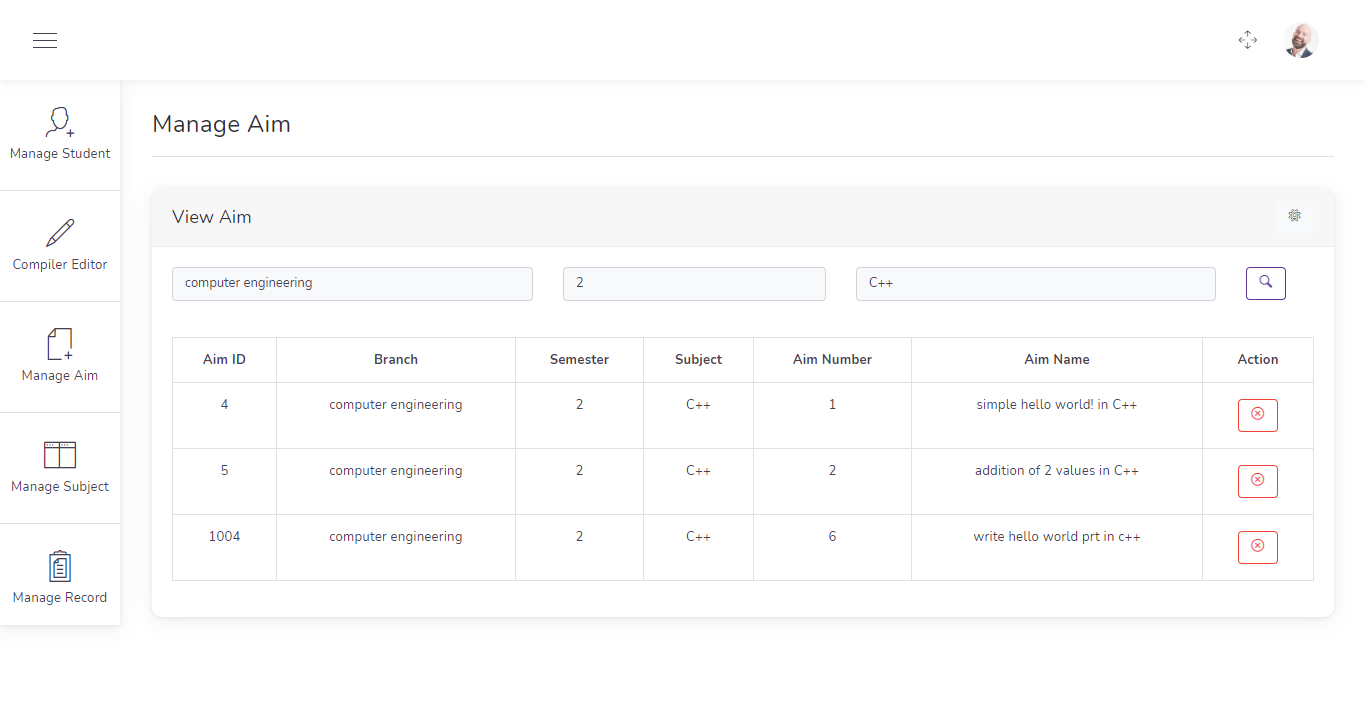 Manage Aim
Manage Student
Compiler Editor
Manage Aim
Manage Subject
Manage Record
View Aim
computer engineering 2 C++
Aim ID Branch Semester Subject Aim Number Aim Name Action
4 computer engineering 2 C++ 1 simple hello world! in C++
5 computer engineering 2 C++ 2 addition of 2 values in C++
1004 computer engineering 2 C++ 6 write hello world prt in c++